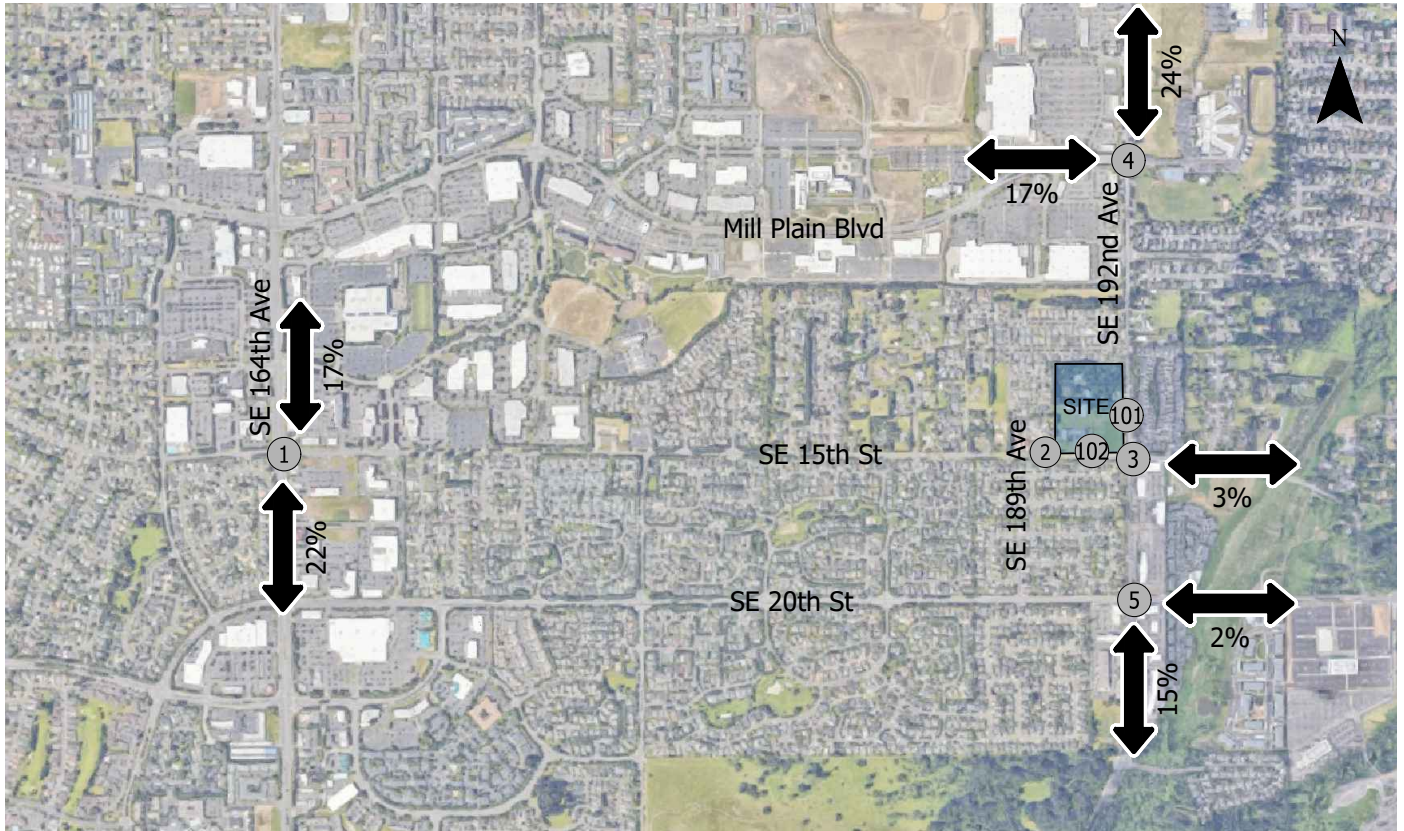 24%
N
4
17%
SE 192nd Ave
Mill Plain Blvd
SE 164th Ave
17%
SITE
101
1
SE 15th St
SE 189th Ave
2
102
3
3%
22%
SE 20th St
5
2%
15%